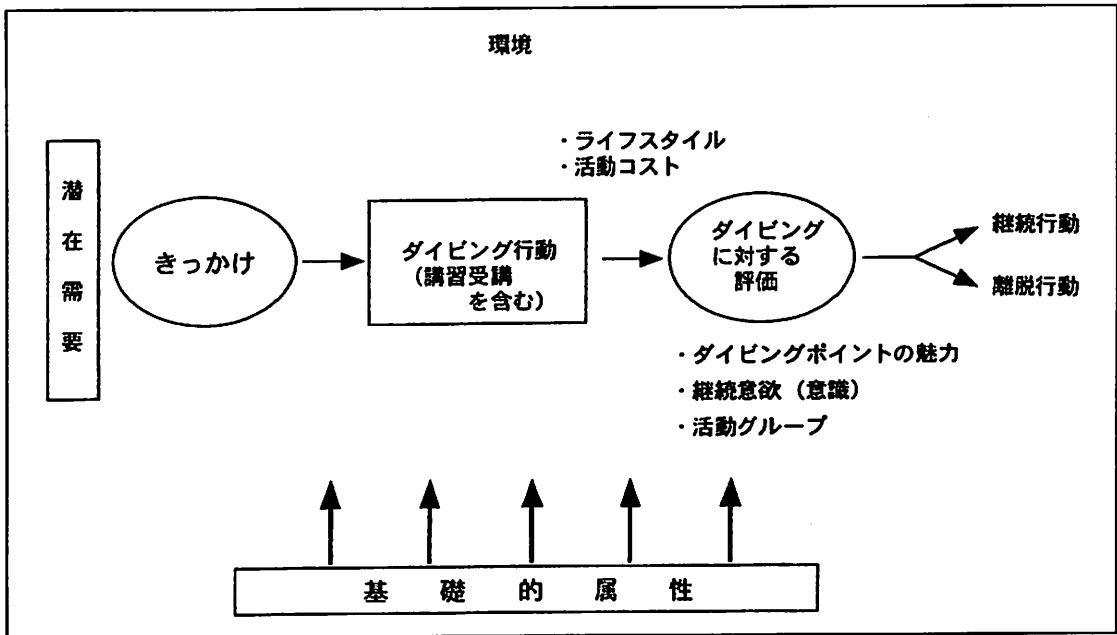 環境
・ライフスタイル
・活動コスト
潜在需要
きっかけ
ダイビング行動
(講習受講
を含む)
ダイビング
に対する
評価
継続行動
離脱行動
・ダイビングポイントの魅力
・継続意欲（意識）
・活動グループ
基礎的属性